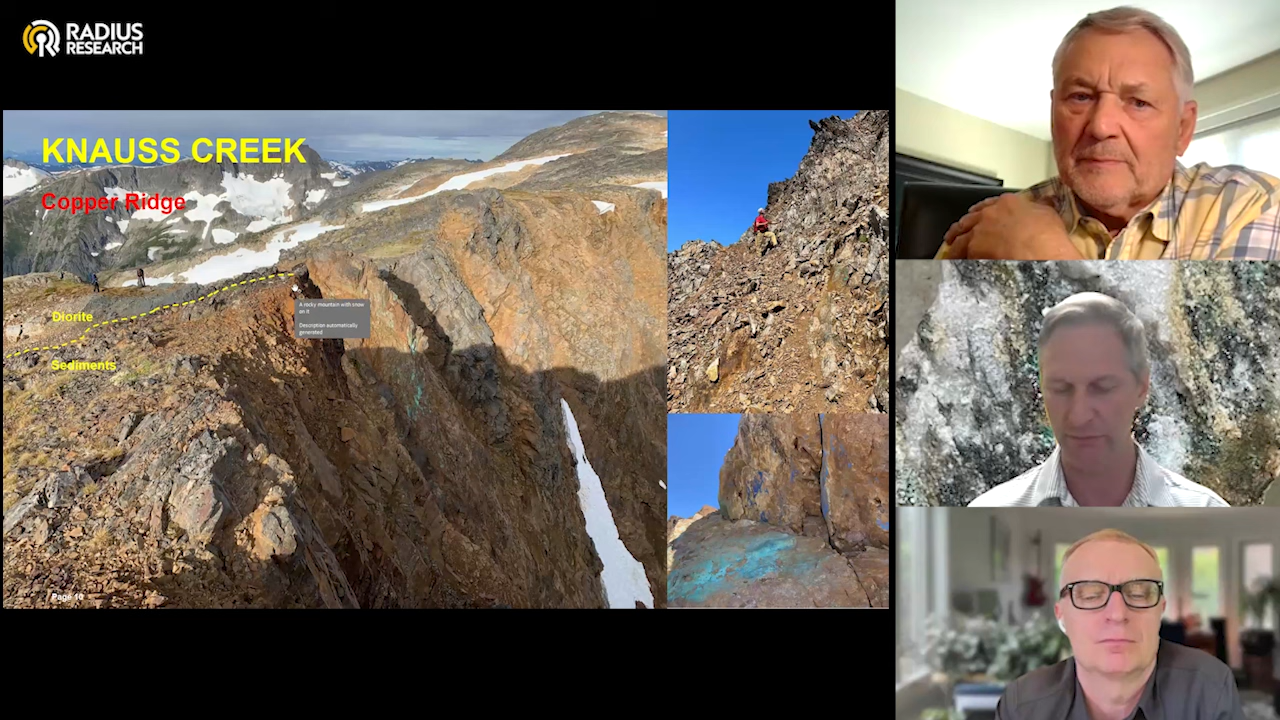 RADIUS
RESEARCH
KNAUSS CREEK
Copper Ridge
Diorite
Sediments
A rocky mountain with snow
on it
Description automatically
generated
Page 10